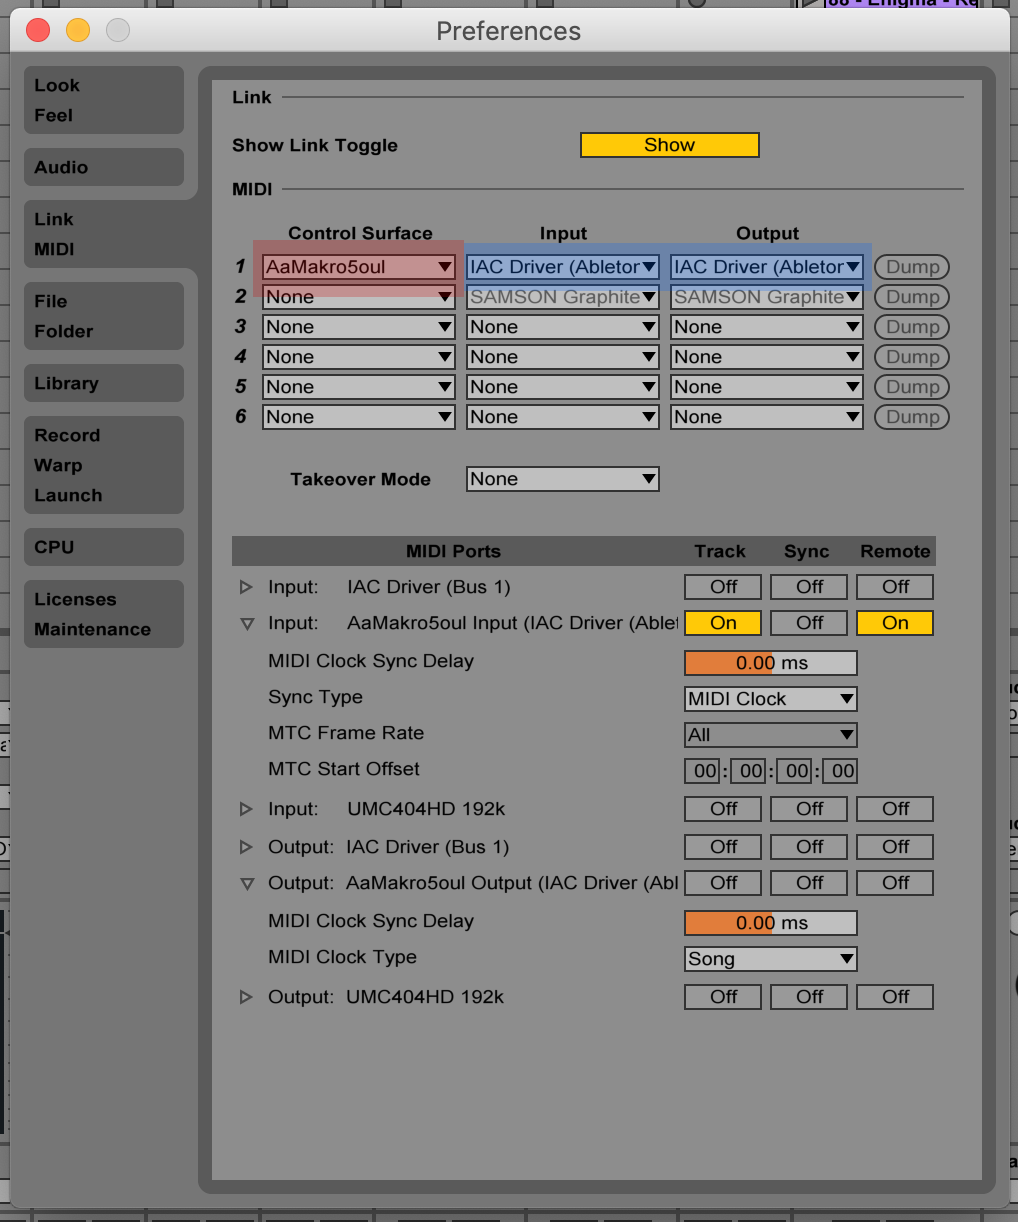 Preferences
Look
Feel
Audio
Link
MIDI
File
Folder
Library
Record
Warp
Launch
CPU
Licenses
Maintenance
Link
Show Link Toggle Show
MIDI
Control Surface Input Output
1 AaMakro5oul IAC Driver (Abletor IAC Driver (Abletor Dump
2 None SAMSON Graphite SAMSON Graphite Dump
3 None None None Dump
4 None None None Dump
5 None None None Dump
6 None None None Dump
Takeover Mode None
MIDI Ports Track Sync Remote
Input: IAC Driver (Bus 1) Off Off Off
Input: AaMakro5oul Input (IAC Driver (Able On Off On
MIDI Clock Sync Delay 0.00 ms
Sync Type MIDI Clock
MTC Frame Rate All
MTC Start Offset 00:00:00:00
Input: UMC404HD 192k Off Off Off
Output: IAC Driver (Bus 1) Off Off Off
Output: AaMakro5oul Output (IAC Driver (Abl Off Off Off
MIDI Clock Sync Delay 0.00 ms
MIDI Clock Type Song
Output: UMC404HD 192k Off Off Off